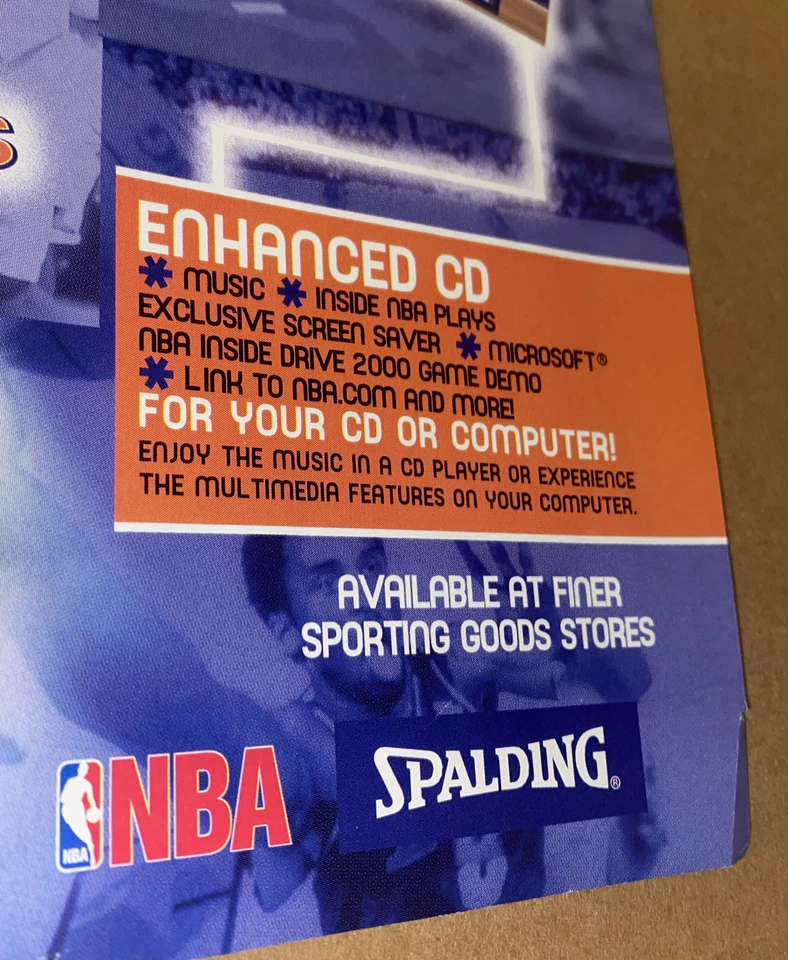 S
ENHANCED CD
* MUSIC * INSIDE NBA PLAYS
EXCLUSIVE SCREEN SAVER * MICROSOFT®
NBA INSIDE DRIVE 2000 GAME DEMO
* LINK TO NBA.COM AND MORE!
FOR YOUR CD OR COMPUTER!
ENJOY THE MUSIC IN A CD PLAYER OR EXPERIENCE
THE MULTIMEDIA FEATURES ON YOUR COMPUTER.
AVAILABLE AT FINER
SPORTING GOODS STORES
NBA NBA
SPALDING®